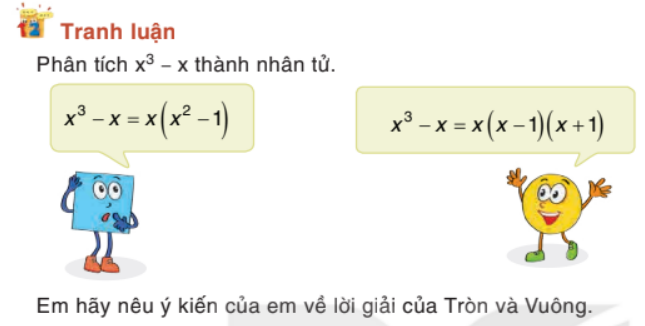 Tranh luận
Phân tích x³ – x thành nhân tử.
x³ – x = x(x² – 1)
x³ – x = x(x – 1)(x + 1)
Em hãy nêu ý kiến của em về lời giải của Tròn và Vuông.